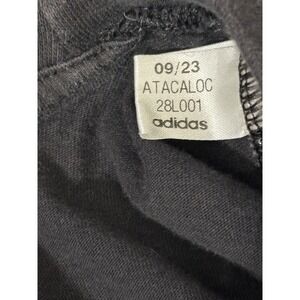 09/23
ATACALOC
28L001
adidas